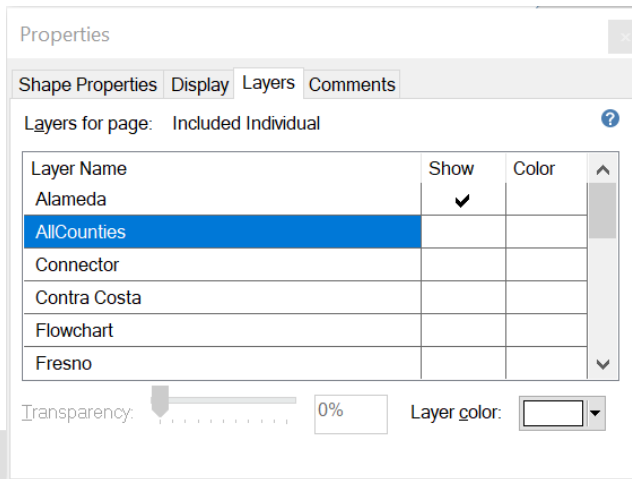 Properties
Shape Properties Display Layers Comments
Layers for page: Included Individual
Layer Name Show Color
Alameda
AllCounties
Connector
Contra Costa
Flowchart
Fresno
Transparency: 0% Layer color: